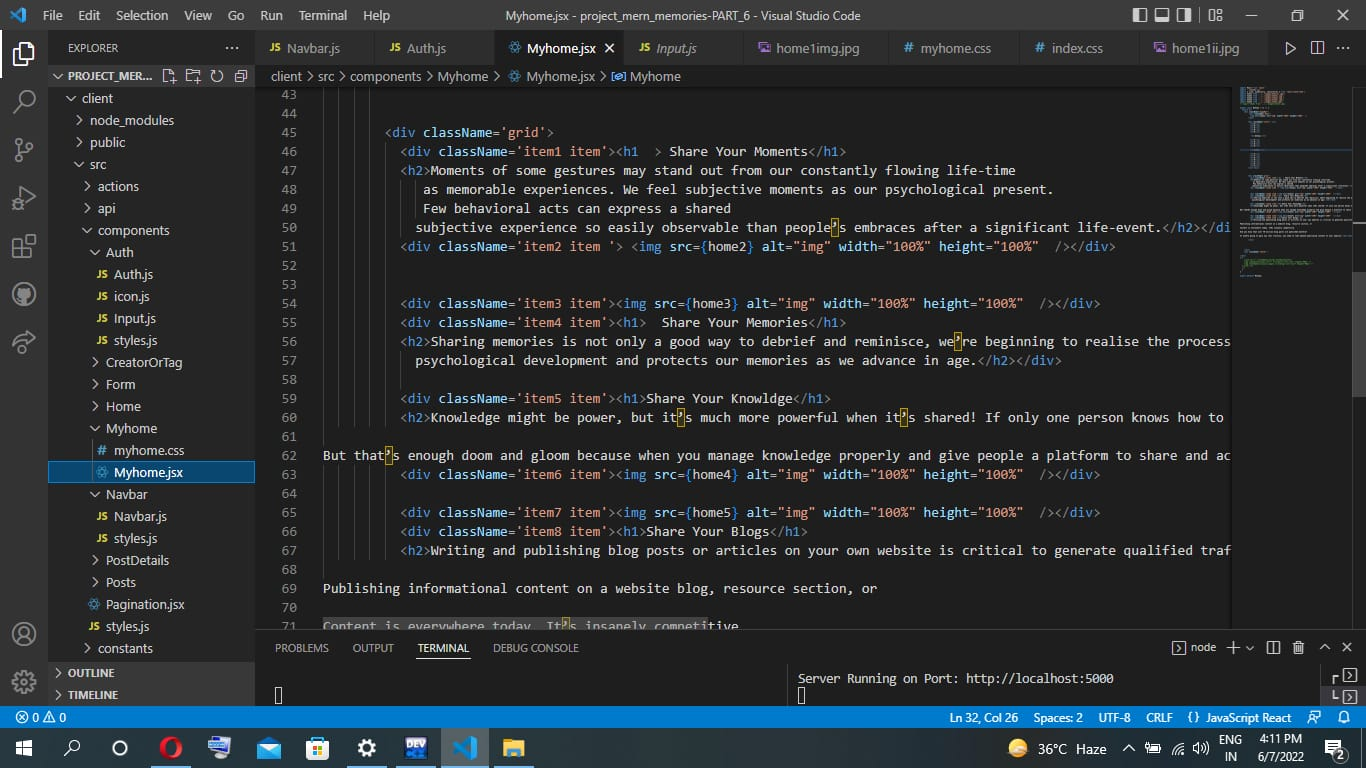 File Edit Selection View Go Run Terminal Help Myhome.jsx - project_mern_memories-PART_6 - Visual Studio Code
EXPLORER
Navbar.js Auth.js Myhome.jsx Input.js home1img.jpg # myhome.css # index.css home1ii.jpg
PROJECT_MER...
client > src > components > Myhome > Myhome.jsx > Myhome
client
node_modules
public
src
actions
api
components
Auth
JS Auth.js
JS icon.js
JS Input.js
JS styles.js
CreatorOrTag
Form
Home
Myhome
# myhome.css
Myhome.jsx
Navbar
JS Navbar.js
JS styles.js
PostDetails
Posts
Pagination.jsx
JS styles.js
constants
OUTLINE
TIMELINE
43
44
45 <div className='grid'>
46 <div className='item1 item'><h1 > Share Your Moments</h1>
47 <h2>Moments of some gestures may stand out from our constantly flowing life-time
48 as memorable experiences. We feel subjective moments as our psychological present.
49 Few behavioral acts can express a shared
50 subjective experience so easily observable than people’s embraces after a significant life-event.</h2></di
51 <div className='item2 item '> <img src={home2} alt="img" width="100%" height="100%" /></div>
52
53
54 <div className='item3 item'><img src={home3} alt="img" width="100%" height="100%" /></div>
55 <div className='item4 item'><h1> Share Your Memories</h1>
56 <h2>Sharing memories is not only a good way to debrief and reminisce, we’re beginning to realise the process
57 psychological development and protects our memories as we advance in age.</h2></div>
58
59 <div className='item5 item'><h1>Share Your Knowldge</h1>
60 <h2>Knowledge might be power, but it’s much more powerful when it’s shared! If only one person knows how to
61
62 But that’s enough doom and gloom because when you manage knowledge properly and give people a platform to share and ac
63 <div className='item6 item'><img src={home4} alt="img" width="100%" height="100%" /></div>
64
65 <div className='item7 item'><img src={home5} alt="img" width="100%" height="100%" /></div>
66 <div className='item8 item'><h1>Share Your Blogs</h1>
67 <h2>Writing and publishing blog posts or articles on your own website is critical to generate qualified traf
68
69 Publishing informational content on a website blog, resource section, or
70
71 Content is everywhere today. It’s insanely competitive
PROBLEMS OUTPUT TERMINAL DEBUG CONSOLE node
Server Running on Port: http://localhost:5000
0 0 Ln 32, Col 26 Spaces: 2 UTF-8 CRLF {} JavaScript React
DEV 36°C Haze ENG IN 4:11 PM 6/7/2022 2